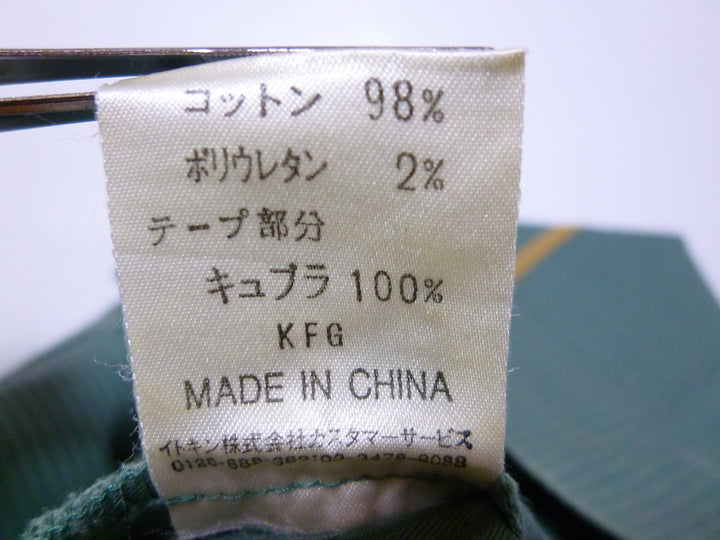 コットン 98%
ポリウレタン 2%
テープ部分
キュプラ 100%
KFG
MADE IN CHINA
イトキン株式会社カスタマーサービス